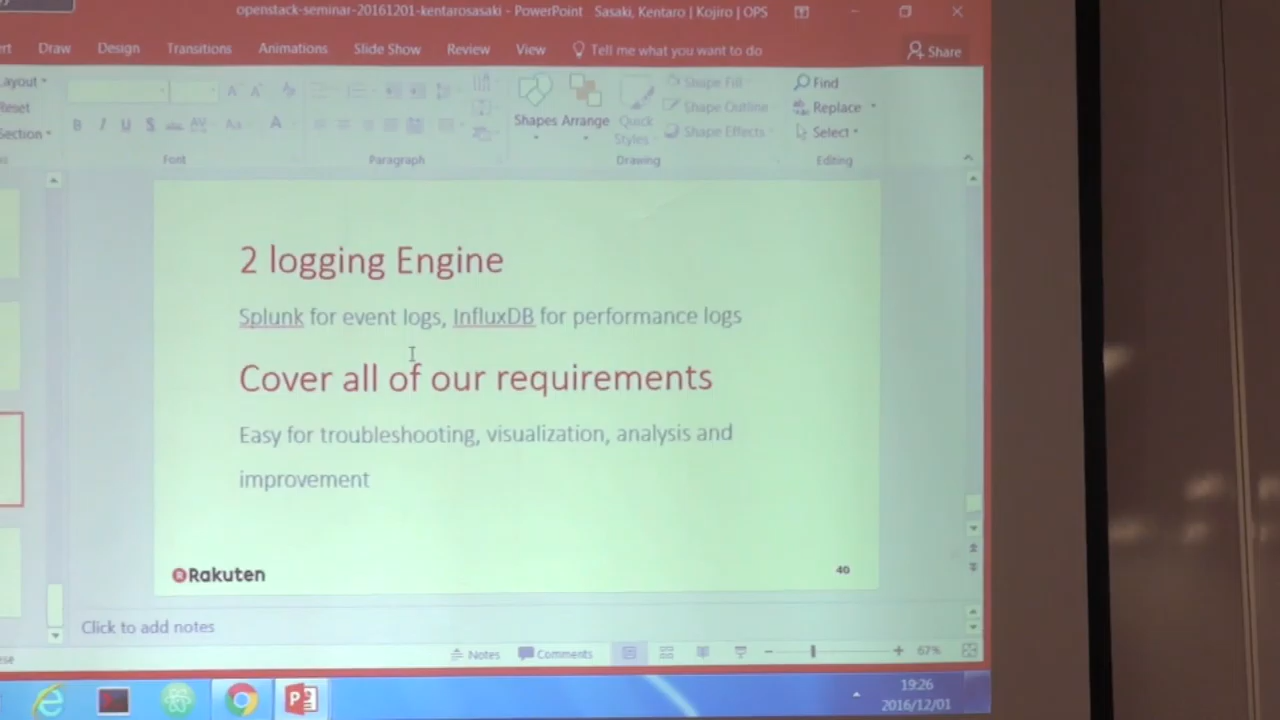 openstack-seminar-20161201-kentarosasaki - PowerPoint
Sasaki, Kentaro | Kojiro | OPS
Draw Design Transitions Animations Slide Show Review View Tell me what you want to do Share
Shapes Arrange Quick Styles
Shape Fill
Shape Outline
Shape Effects
Find
Replace
Select
Font Paragraph Drawing Editing
2 logging Engine
Splunk for event logs, InfluxDB for performance logs
Cover all of our requirements
Easy for troubleshooting, visualization, analysis and
improvement
Rakuten
40
Click to add notes
Notes Comments 67%
19:26
2016/12/01